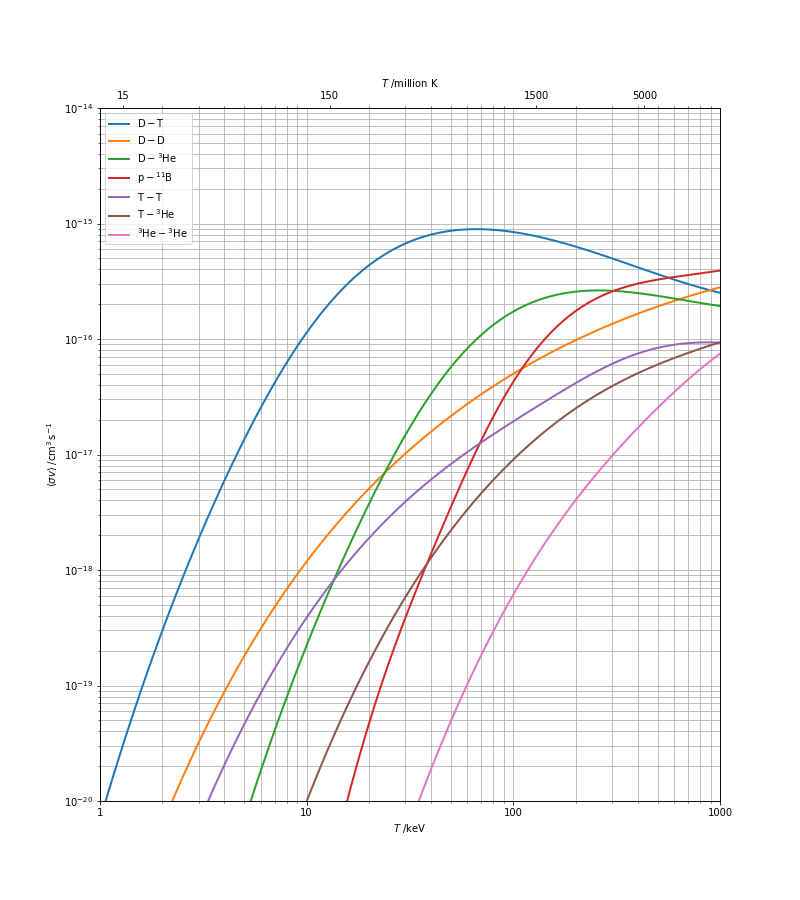 T /million K
15 150 1500 5000
10⁻¹⁴
D − T
D − D
D − ³He
p − ¹¹B
T − T
T − ³He
³He − ³He
10⁻¹⁵
10⁻¹⁶
10⁻¹⁷
⟨σv⟩ /cm³ s⁻¹
10⁻¹⁸
10⁻¹⁹
10⁻²⁰
1 10 100 1000
T /keV